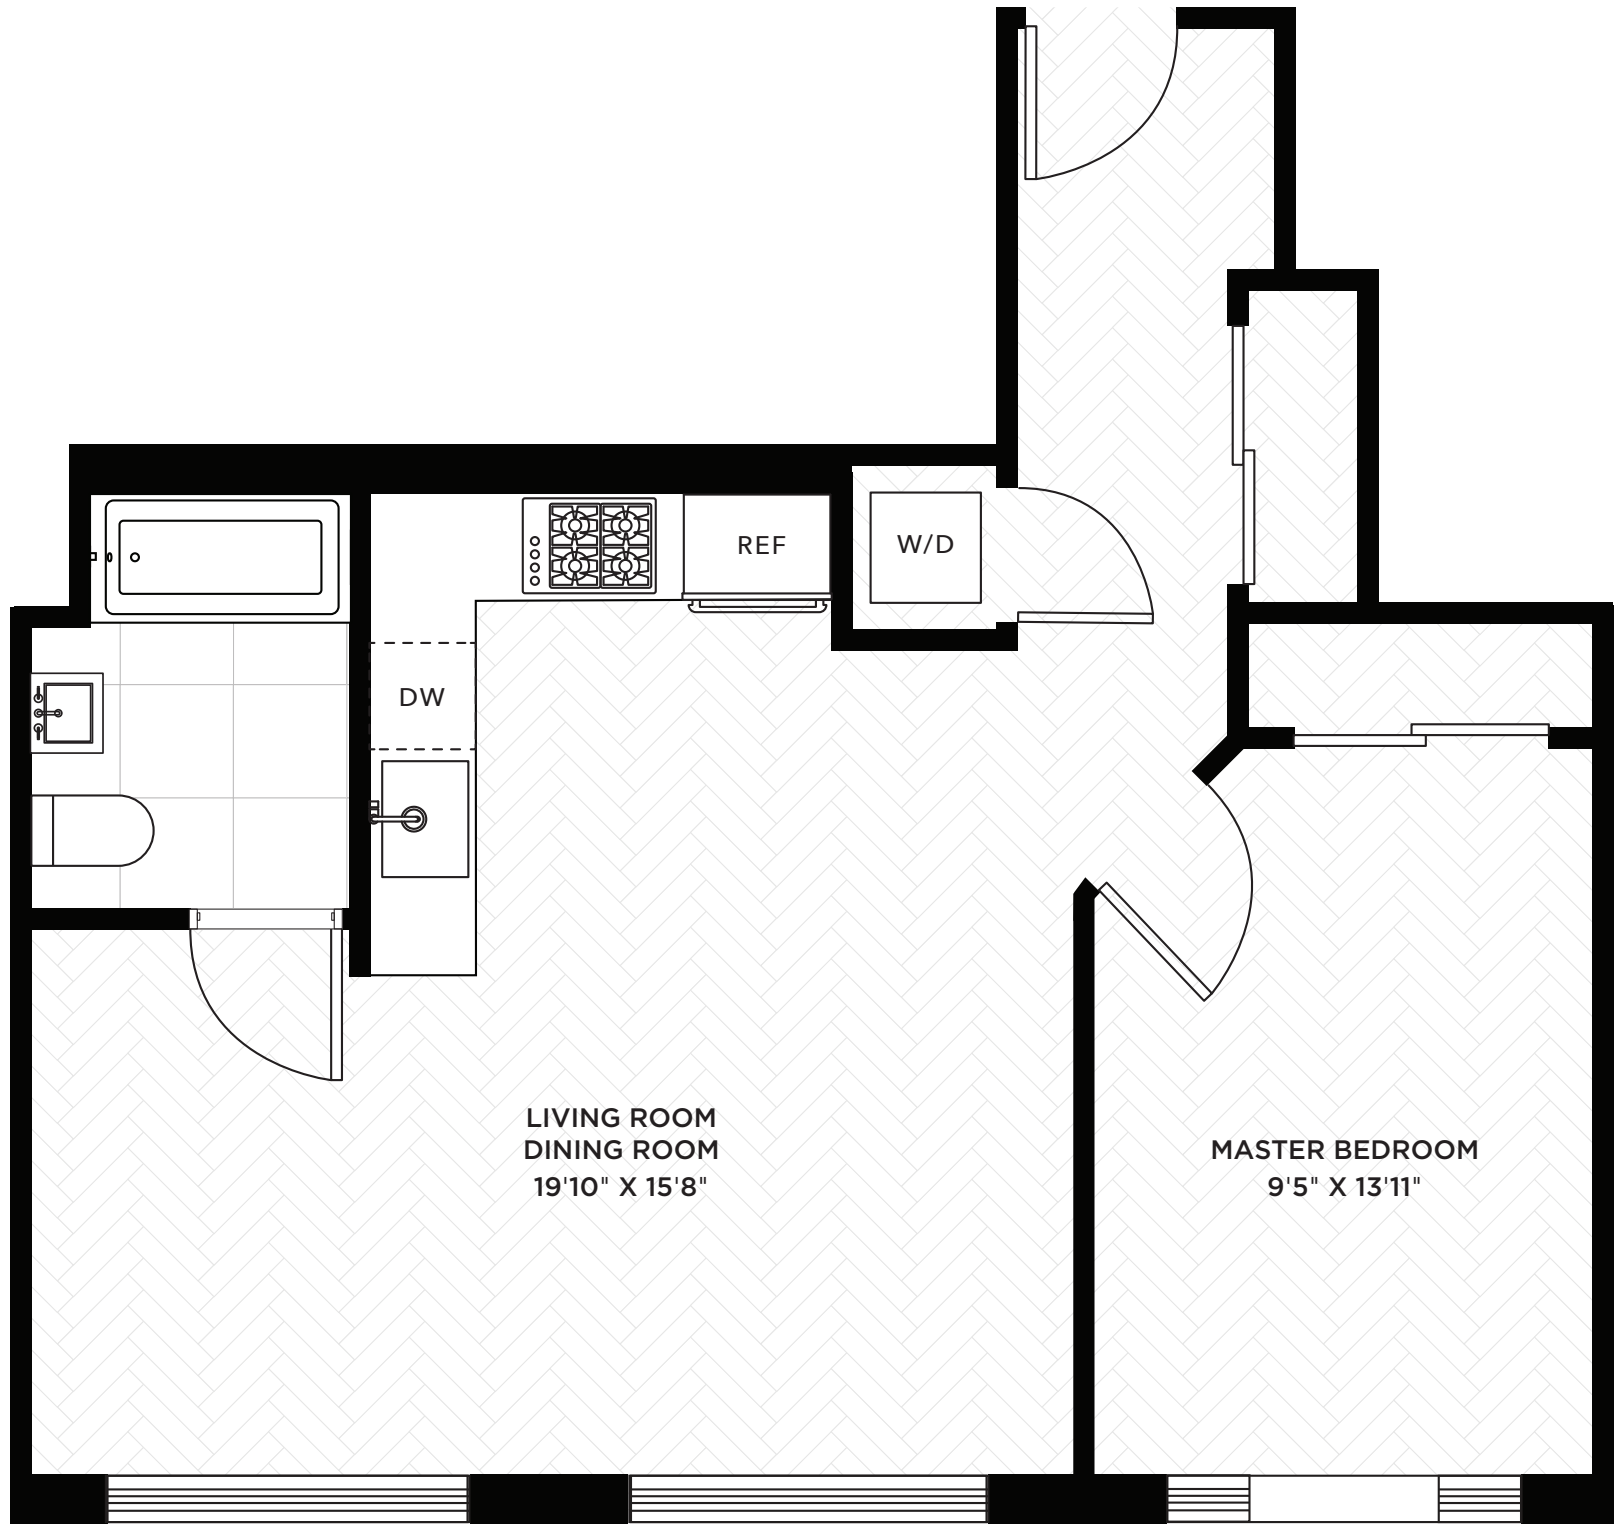 REF
W/D
DW
LIVING ROOM
DINING ROOM
19'10" X 15'8"
MASTER BEDROOM
9'5" X 13'11"